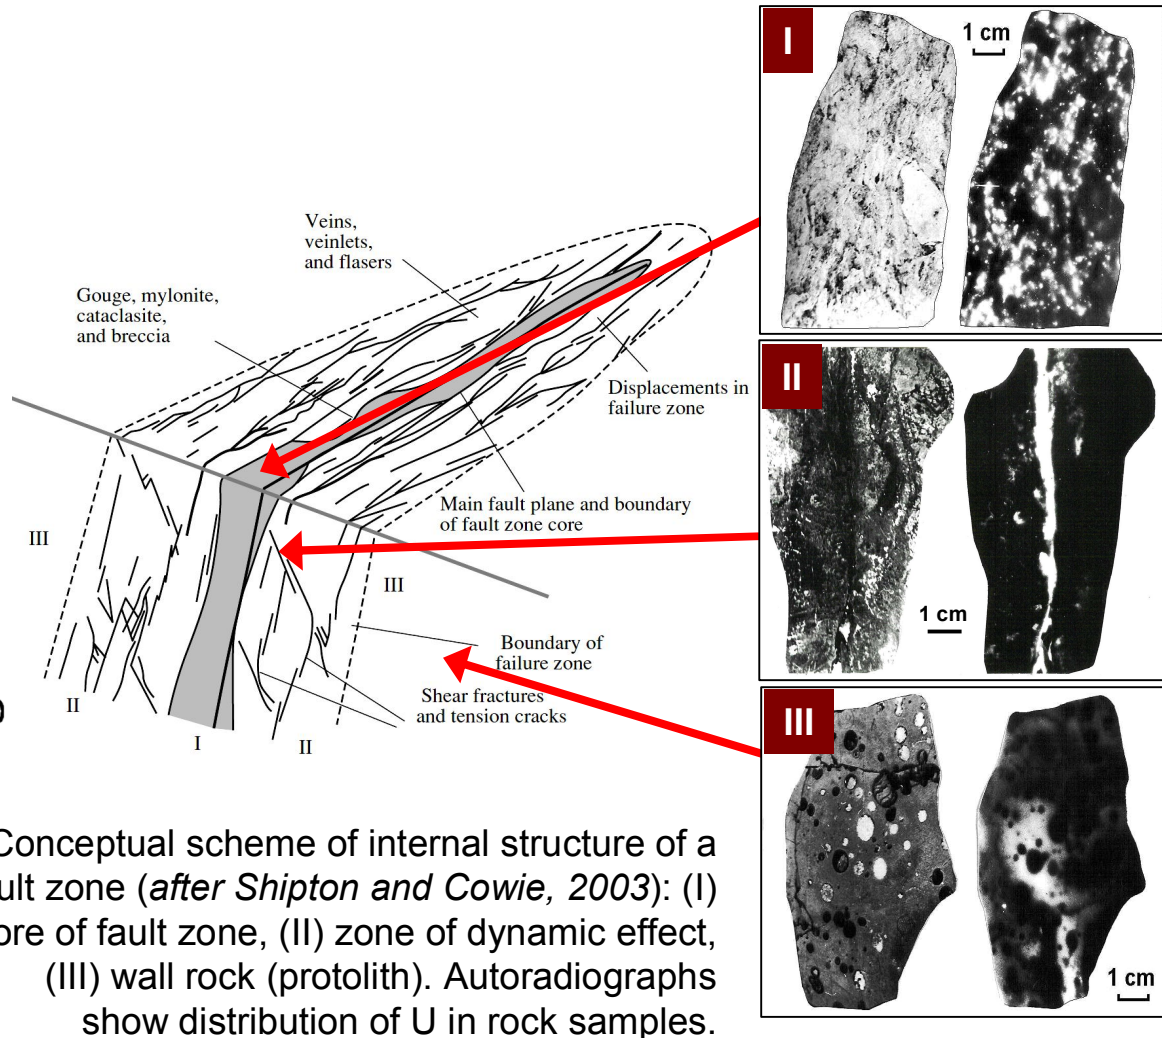 I
1 cm
Veins,
veinlets,
and flasers
Gouge, mylonite,
cataclasite,
and breccia
Displacements in
failure zone
II
Main fault plane and boundary
of fault zone core
III
III
1 cm
Boundary of
failure zone
Shear fractures
and tension cracks
II
I
II
III
1 cm
Conceptual scheme of internal structure of a
ult zone (after Shipton and Cowie, 2003): (I)
ore of fault zone, (II) zone of dynamic effect,
(III) wall rock (protolith). Autoradiographs
show distribution of U in rock samples.